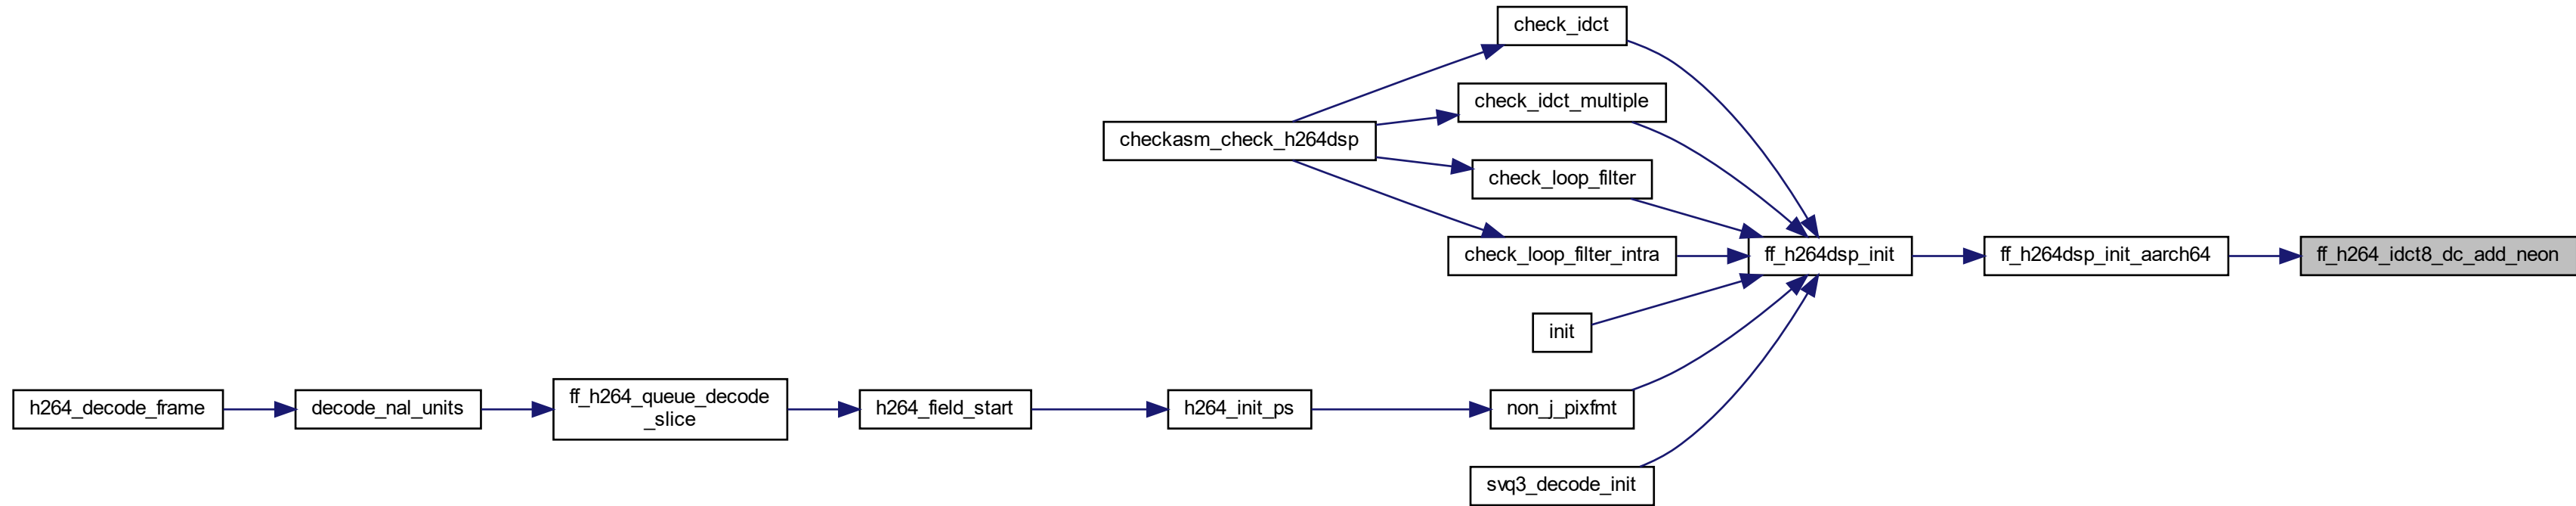 check_idct
check_idct_multiple
checkasm_check_h264dsp
check_loop_filter
check_loop_filter_intra
ff_h264dsp_init
ff_h264dsp_init_aarch64
ff_h264_idct8_dc_add_neon
init
h264_decode_frame
decode_nal_units
ff_h264_queue_decode
_slice
h264_field_start
h264_init_ps
non_j_pixfmt
svq3_decode_init